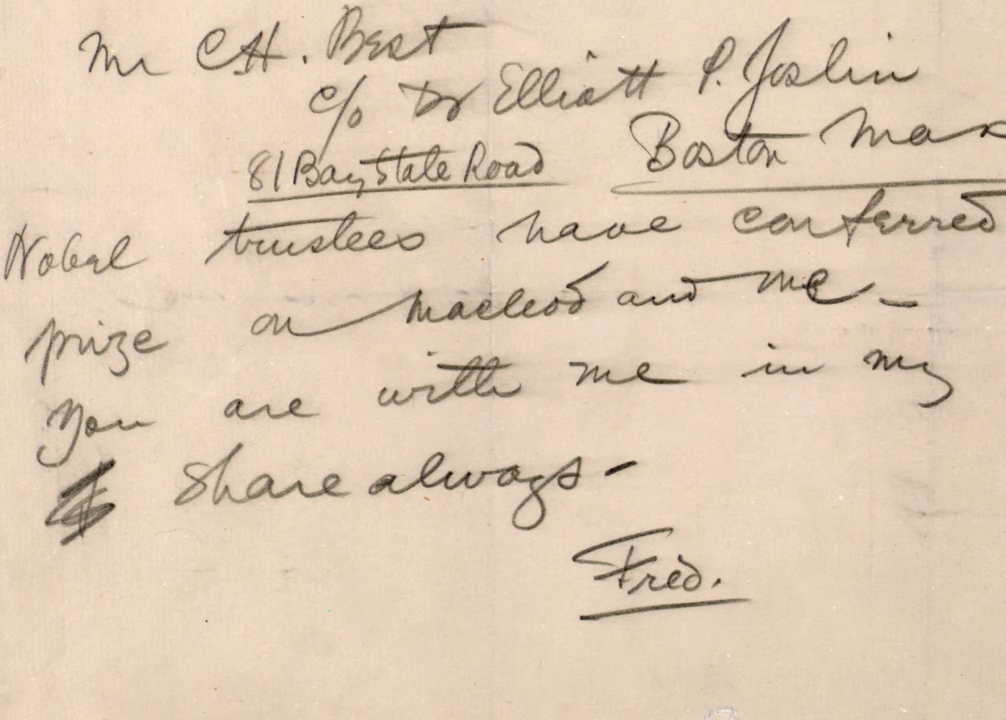 Mr C.H. Best
c/o Dr Elliott P. Joslin
81 Bay State Road Boston Mass
Nobel trustees have conferred
prize on Macleod and me -
You are with me in my
share always -
Fred.